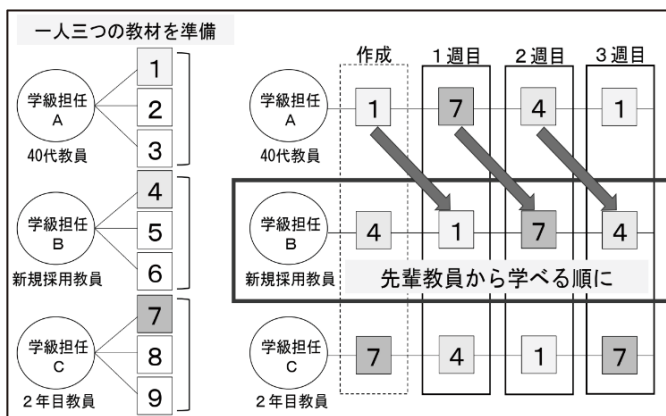 一人三つの教材を準備
学級担任
A
40代教員
1
2
3
学級担任
B
新規採用教員
4
5
6
学級担任
C
2年目教員
7
8
9
作成
1週目
2週目
3週目
学級担任
A
40代教員
1
7
4
1
学級担任
B
新規採用教員
4
1
7
4
先輩教員から学べる順に
学級担任
C
2年目教員
7
4
1
7